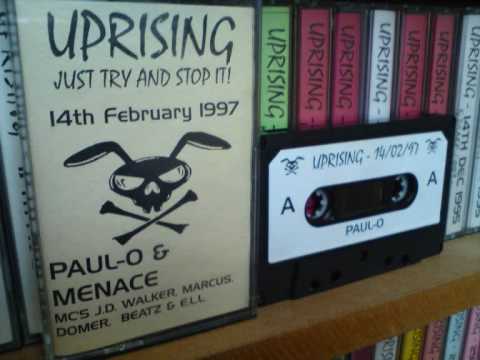 UPRISING
JUST TRY AND STOP IT!
14th February 1997
PAUL-O &
MENACE
MC'S J.D. WALKER, MARCUS,
DOMER, BEATZ & E.L.L.
UPRISING - 14/02/97
A
A
PAUL-O
UPRISING -
UPRISING -
UPRISING -
UPRISING -
UPRISING -
UPRISING -
UPRISING - 14TH DEC 1996